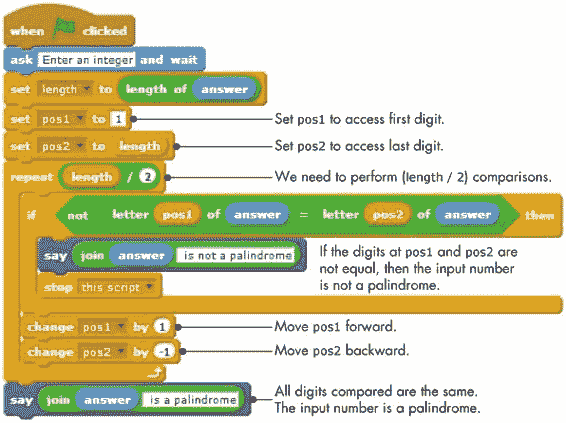 when clicked
ask Enter an integer and wait
set length to length of answer
set pos1 to 1
Set pos1 to access first digit.
set pos2 to length
Set pos2 to access last digit.
repeat length / 2
We need to perform (length / 2) comparisons.
if not letter pos1 of answer = letter pos2 of answer then
say join answer is not a palindrome
If the digits at pos1 and pos2 are
not equal, then the input number
is not a palindrome.
stop this script
change pos1 by 1
Move pos1 forward.
change pos2 by -1
Move pos2 backward.
say join answer is a palindrome
All digits compared are the same.
The input number is a palindrome.